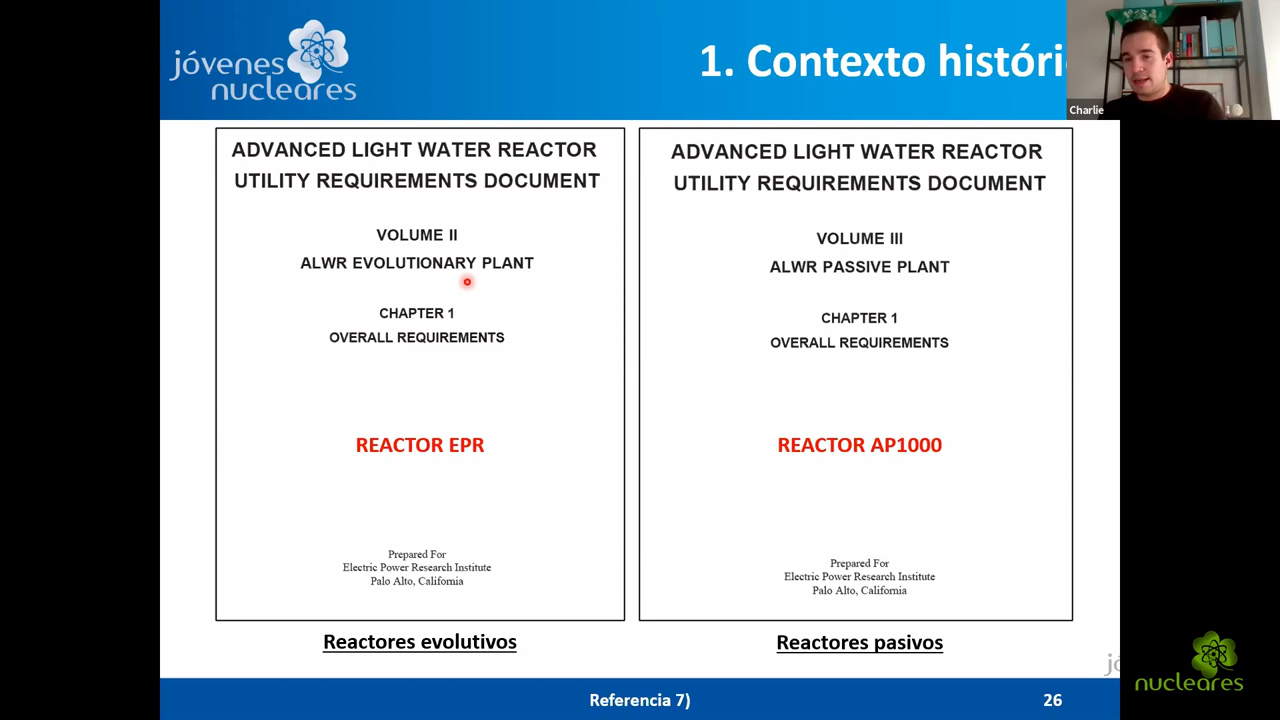 jóvenes
nucleares
1. Contexto históri
Charlie
ADVANCED LIGHT WATER REACTOR
UTILITY REQUIREMENTS DOCUMENT
VOLUME II
ALWR EVOLUTIONARY PLANT
CHAPTER 1
OVERALL REQUIREMENTS
REACTOR EPR
Prepared For
Electric Power Research Institute
Palo Alto, California
Reactores evolutivos
ADVANCED LIGHT WATER REACTOR
UTILITY REQUIREMENTS DOCUMENT
VOLUME III
ALWR PASSIVE PLANT
CHAPTER 1
OVERALL REQUIREMENTS
REACTOR AP1000
Prepared For
Electric Power Research Institute
Palo Alto, California
Reactores pasivos
jó
nucleares
Referencia 7)
26